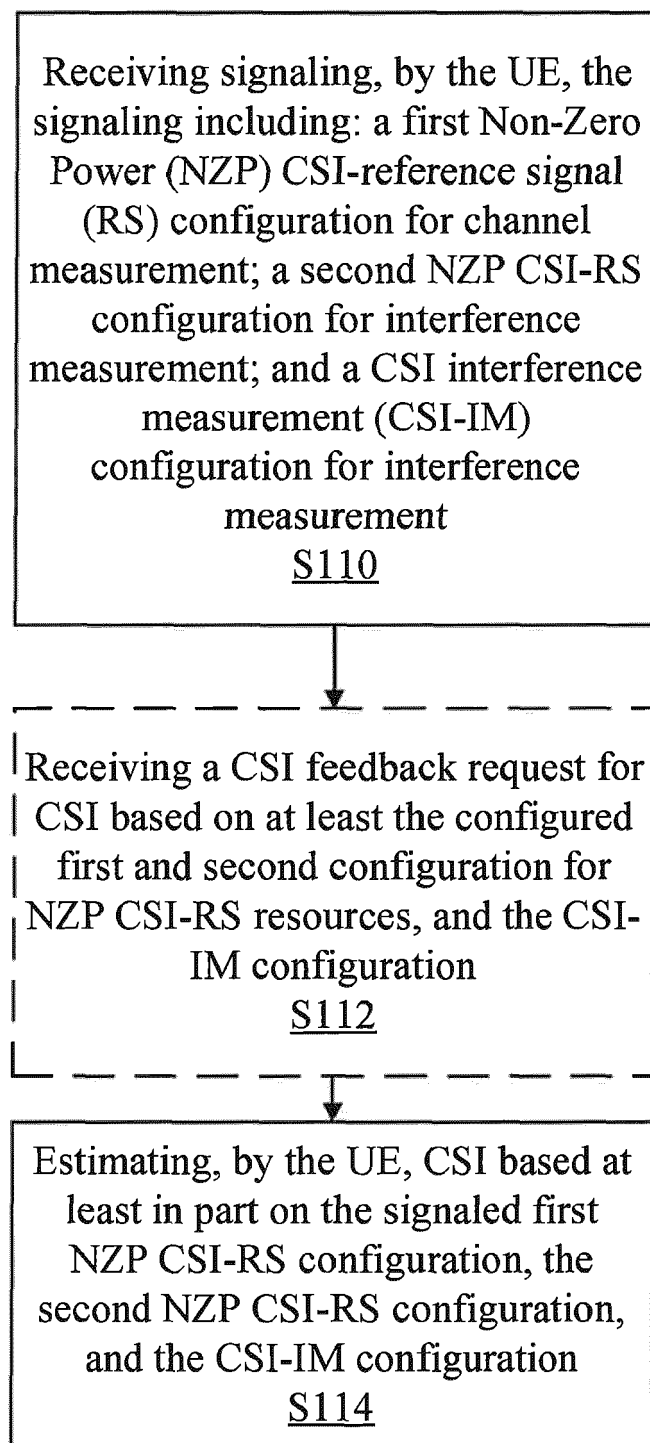 Receiving signaling, by the UE, the
signaling including: a first Non-Zero
Power (NZP) CSI-reference signal
(RS) configuration for channel
measurement; a second NZP CSI-RS
configuration for interference
measurement; and a CSI interference
measurement (CSI-IM)
configuration for interference
measurement
S110
Receiving a CSI feedback request for
CSI based on at least the configured
first and second configuration for
NZP CSI-RS resources, and the CSI-
IM configuration
S112
Estimating, by the UE, CSI based at
least in part on the signaled first
NZP CSI-RS configuration, the
second NZP CSI-RS configuration,
and the CSI-IM configuration
S114